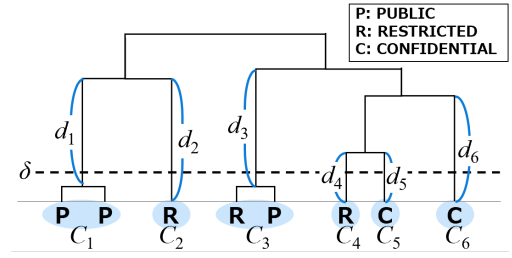 P: PUBLIC
R: RESTRICTED
C: CONFIDENTIAL
d1 d2 d3 d4 d5 d6
δ
P P R R P R C C
C1 C2 C3 C4 C5 C6